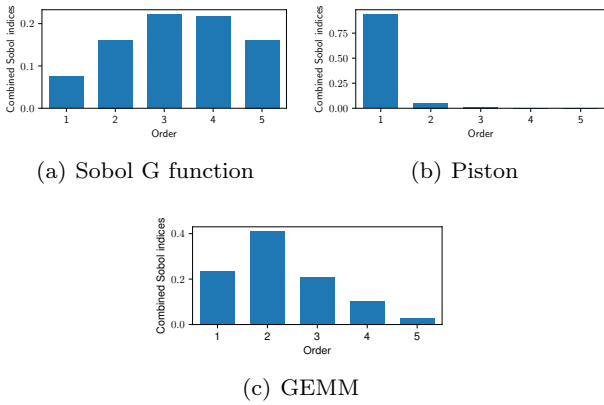 Combined Sobol indices
0.2
0.1
0.0
1 2 3 4 5
Order
(a) Sobol G function
Combined Sobol indices
0.75
0.50
0.25
0.00
1 2 3 4 5
Order
(b) Piston
Combined Sobol indices
0.4
0.2
0.0
1 2 3 4 5
Order
(c) GEMM